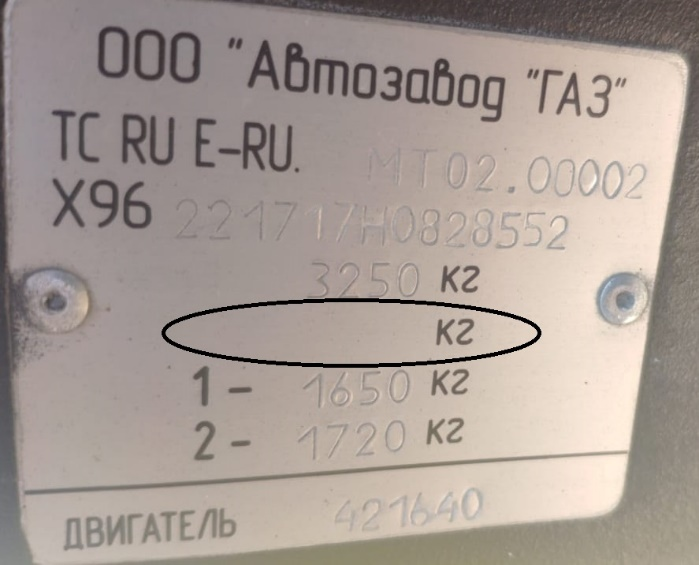 ООО "Автозавод "ГАЗ"
ТС RU E-RU. МТ02.00002
X96 221717H0828552
3250 кг
кг
1 - 1650 кг
2 - 1720 кг
ДВИГАТЕЛЬ 421640